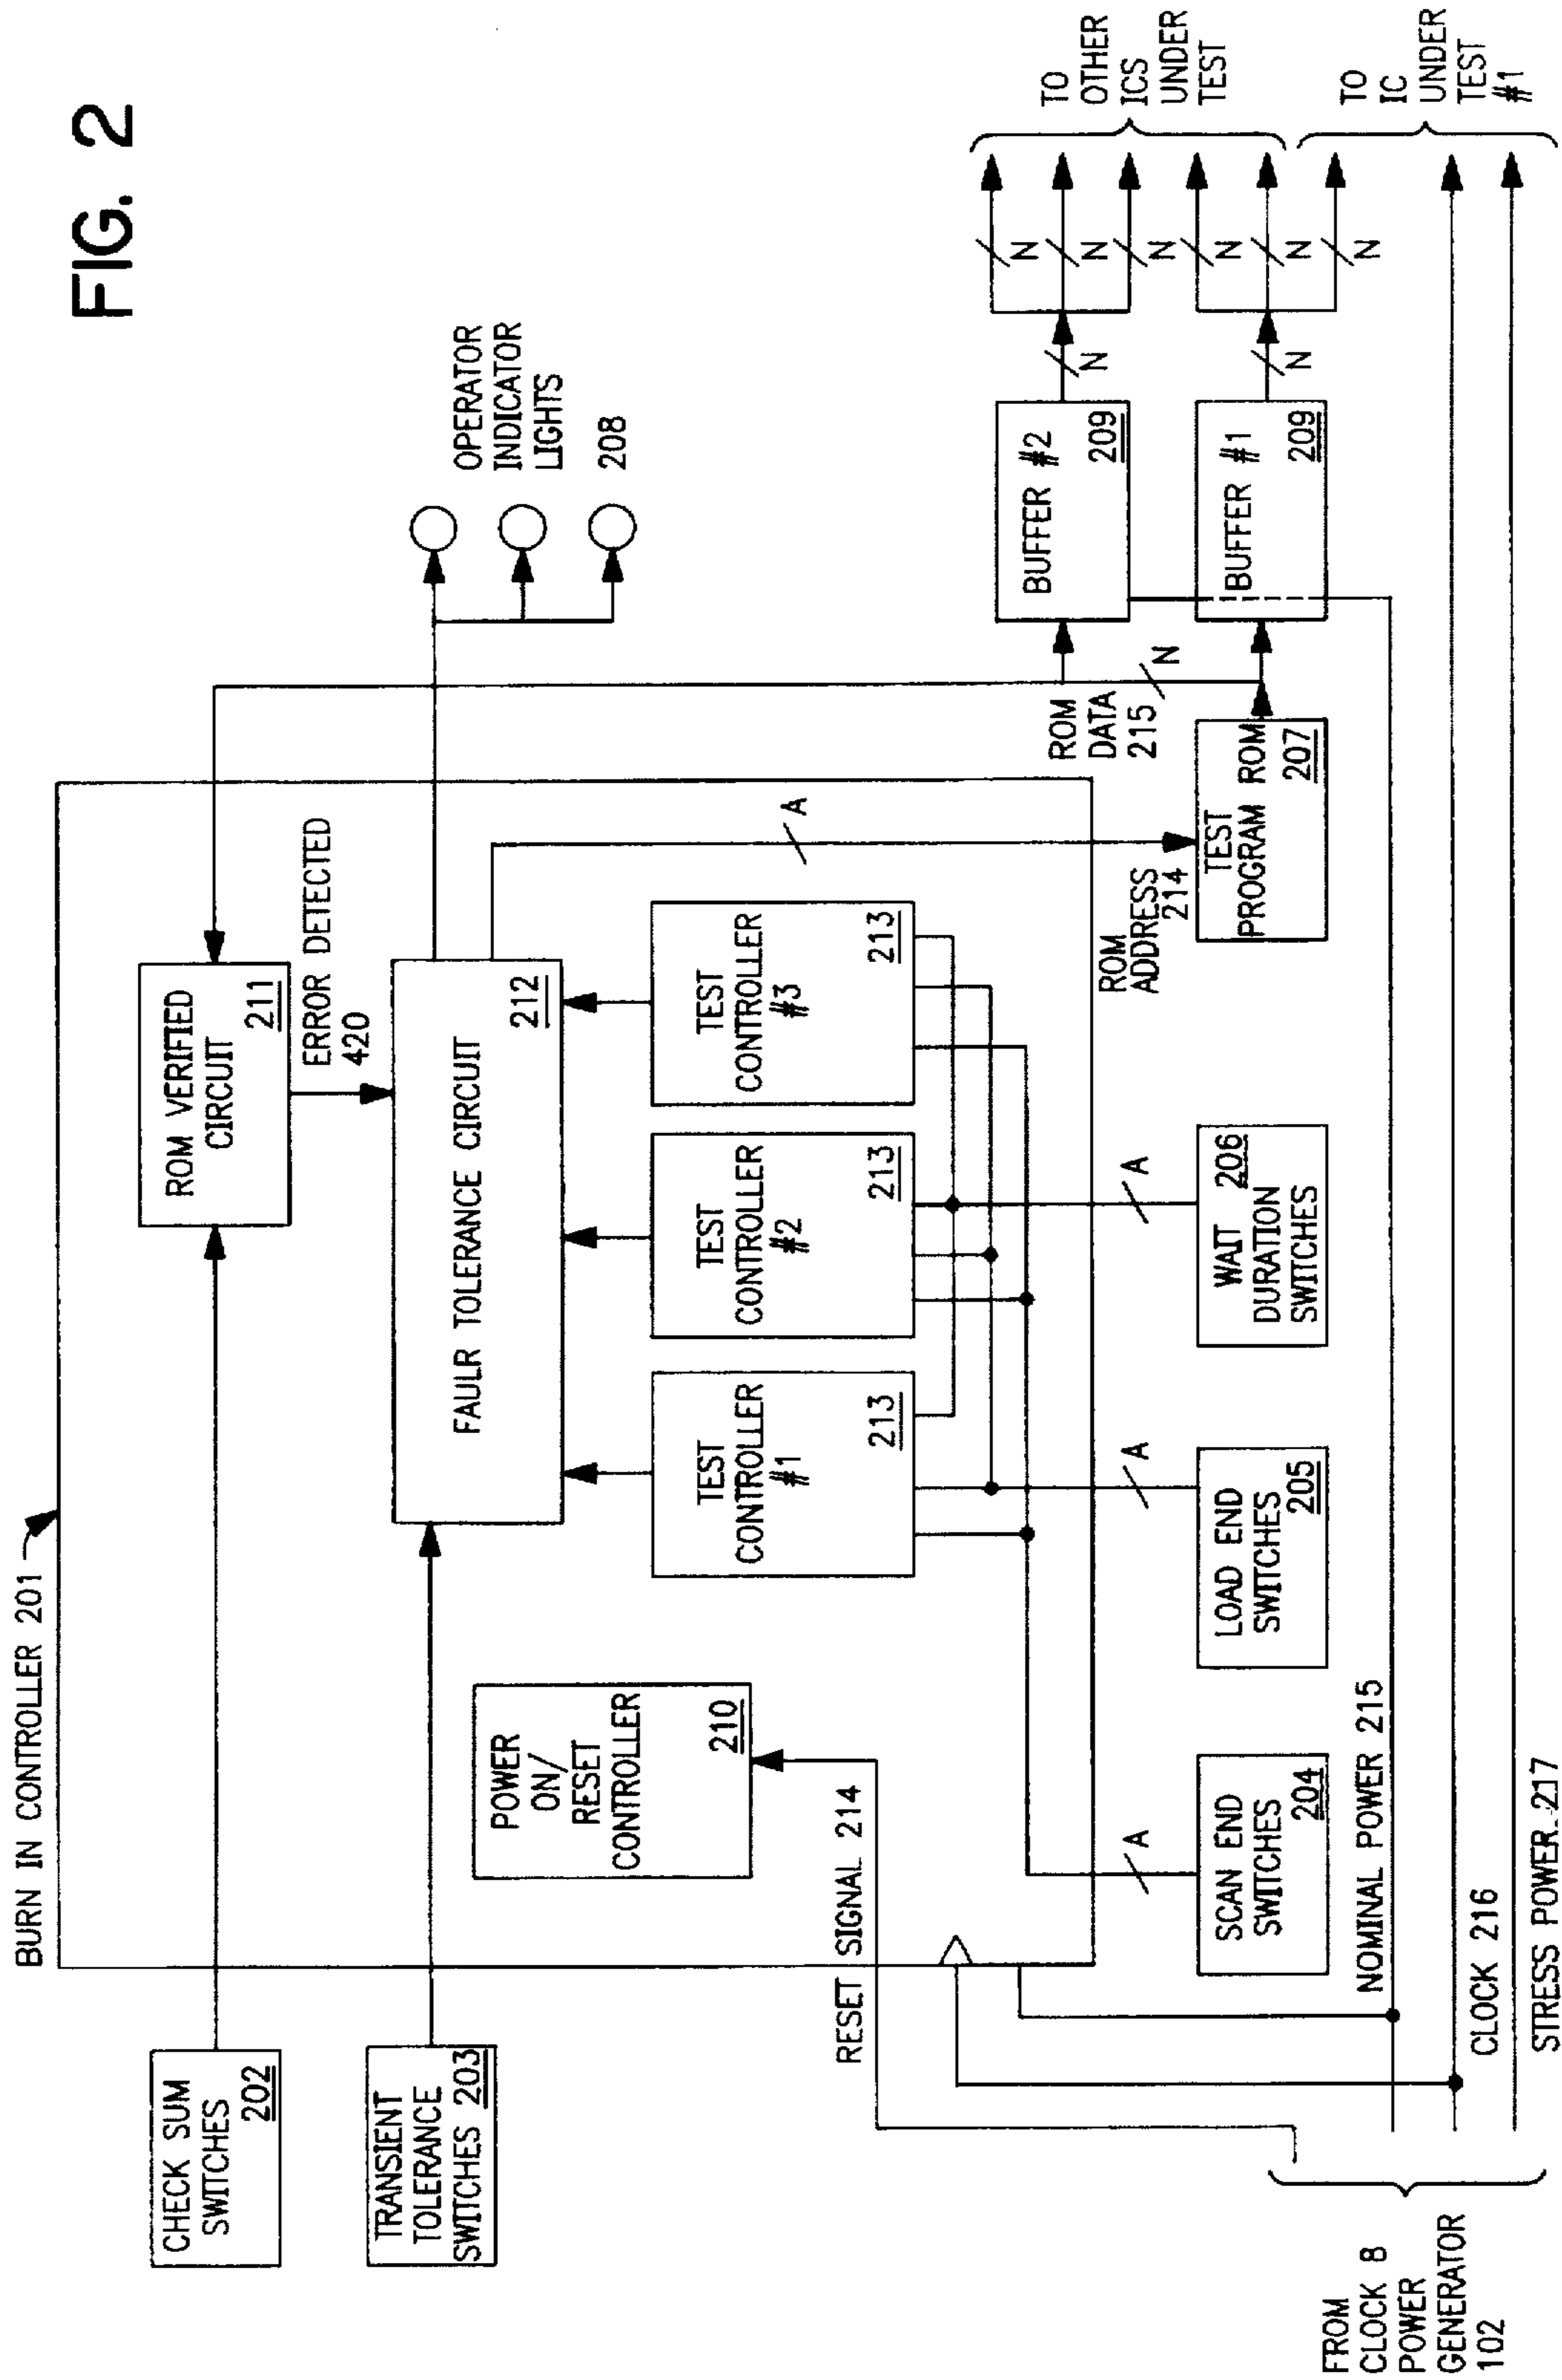 FIG. 2
BURN IN CONTROLLER 201
CHECK SUM
SWITCHES
202
ROM VERIFIED
CIRCUIT
211
ERROR DETECTED
420
TRANSIENT
TOLERANCE
SWITCHES 203
FAULR TOLERANCE CIRCUIT
212
OPERATOR
INDICATOR
LIGHTS
208
POWER
ON/
RESET
CONTROLLER
210
TEST
CONTROLLER
#1
213
TEST
CONTROLLER
#2
213
TEST
CONTROLLER
#3
213
A
RESET SIGNAL 214
A
A
A
ROM
ADDRESS
214
ROM
DATA
215
N
SCAN END
SWITCHES
204
LOAD END
SWITCHES
205
WAIT 206
DURATION
SWITCHES
TEST
PROGRAM ROM
207
BUFFER #2
209
BUFFER #1
209
N
N
N
N
N
N
N
N
TO
OTHER
ICS
UNDER
TEST
TO
IC
UNDER
TEST
#1
NOMINAL POWER 215
CLOCK 216
STRESS POWER 217
FROM
CLOCK 8
POWER
GENERATOR
102